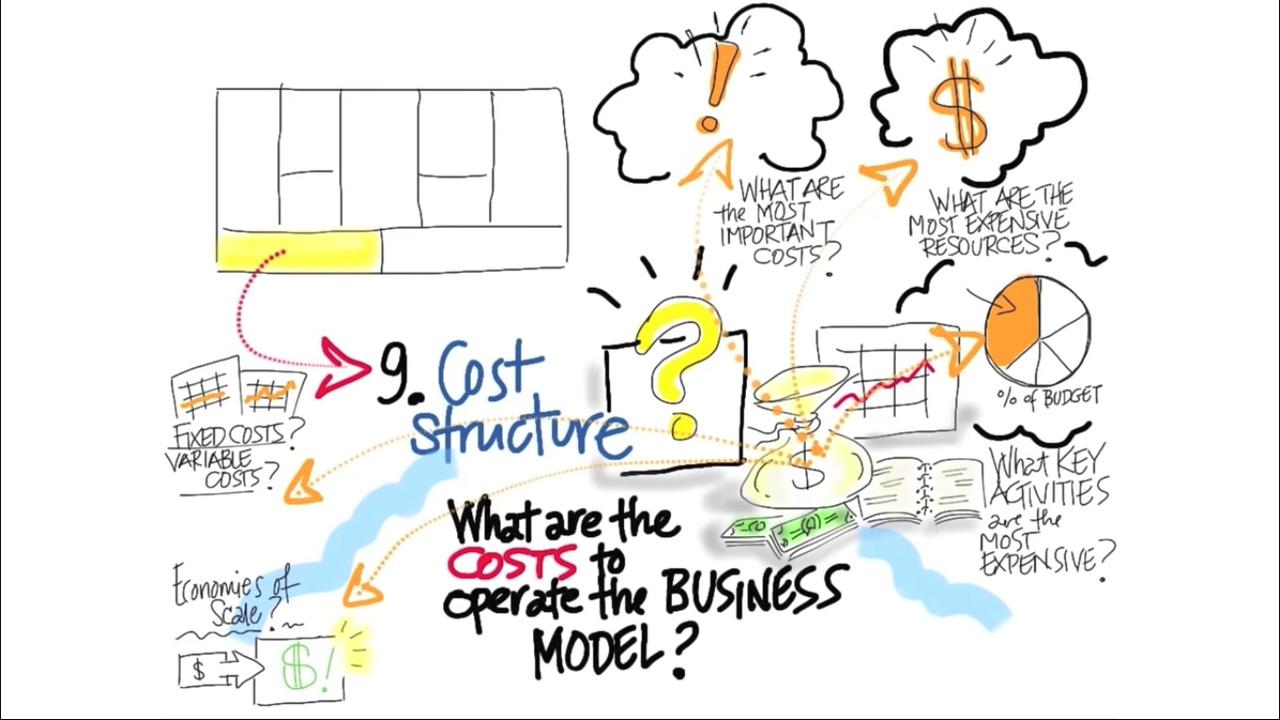 !
$
WHAT ARE
the MOST
IMPORTANT
COSTS?
WHAT ARE THE
MOST EXPENSIVE
RESOURCES?
% of BUDGET
9. Cost
structure
?
FIXED COSTS?
VARIABLE
COSTS?
$
What KEY
ACTIVITIES
are the
MOST
EXPENSIVE?
What are the
COSTS to
operate the BUSINESS
MODEL?
Economies of
Scale?
$
$!